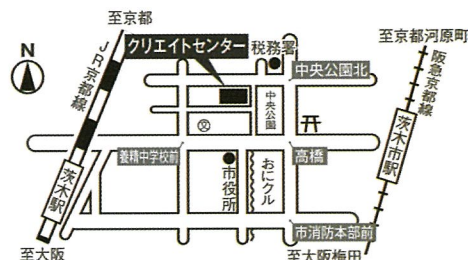 至京都
N
JR京都線
クリエイトセンター
税務署
中央公園北
至京都河原町
阪急京都線
中央公園
文
養精中学校前
高橋
茨木駅
市役所
おにクル
茨木市駅
市消防本部前
至大阪
至大阪梅田